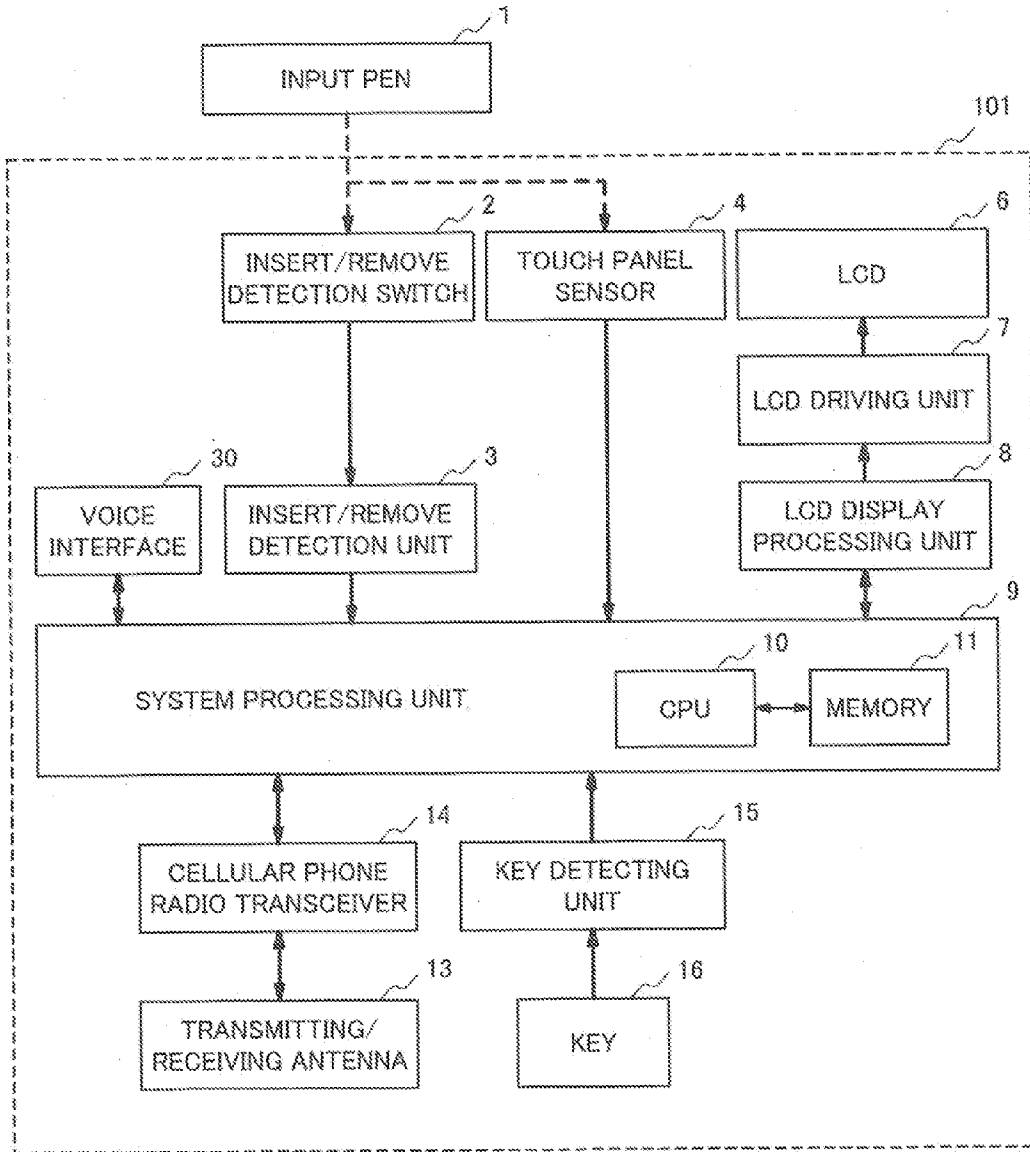 1
INPUT PEN
101
2
4
6
INSERT/REMOVE
DETECTION SWITCH
TOUCH PANEL
SENSOR
LCD
7
LCD DRIVING UNIT
30
3
8
VOICE
INTERFACE
INSERT/REMOVE
DETECTION UNIT
LCD DISPLAY
PROCESSING UNIT
9
10
11
SYSTEM PROCESSING UNIT
CPU
MEMORY
14
15
CELLULAR PHONE
RADIO TRANSCEIVER
KEY DETECTING
UNIT
13
16
TRANSMITTING/
RECEIVING ANTENNA
KEY